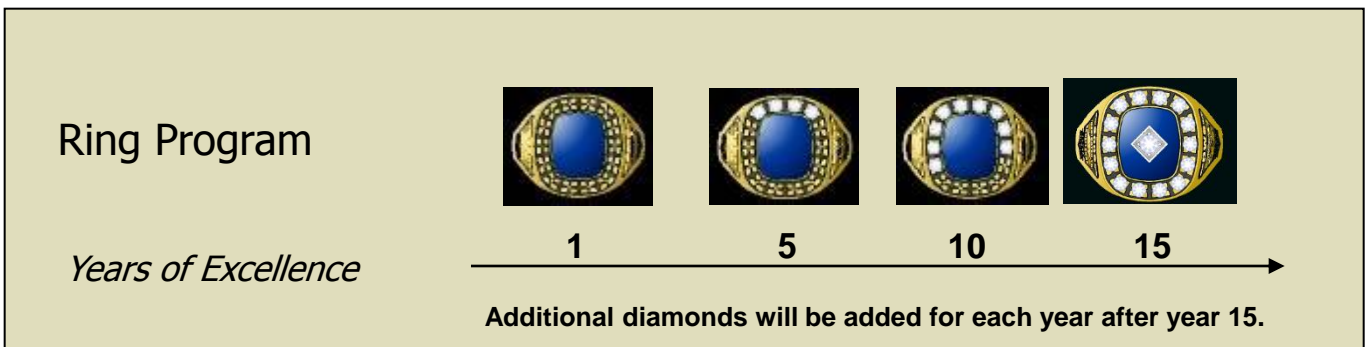 Ring Program
1 5 10 15
Years of Excellence
Additional diamonds will be added for each year after year 15.